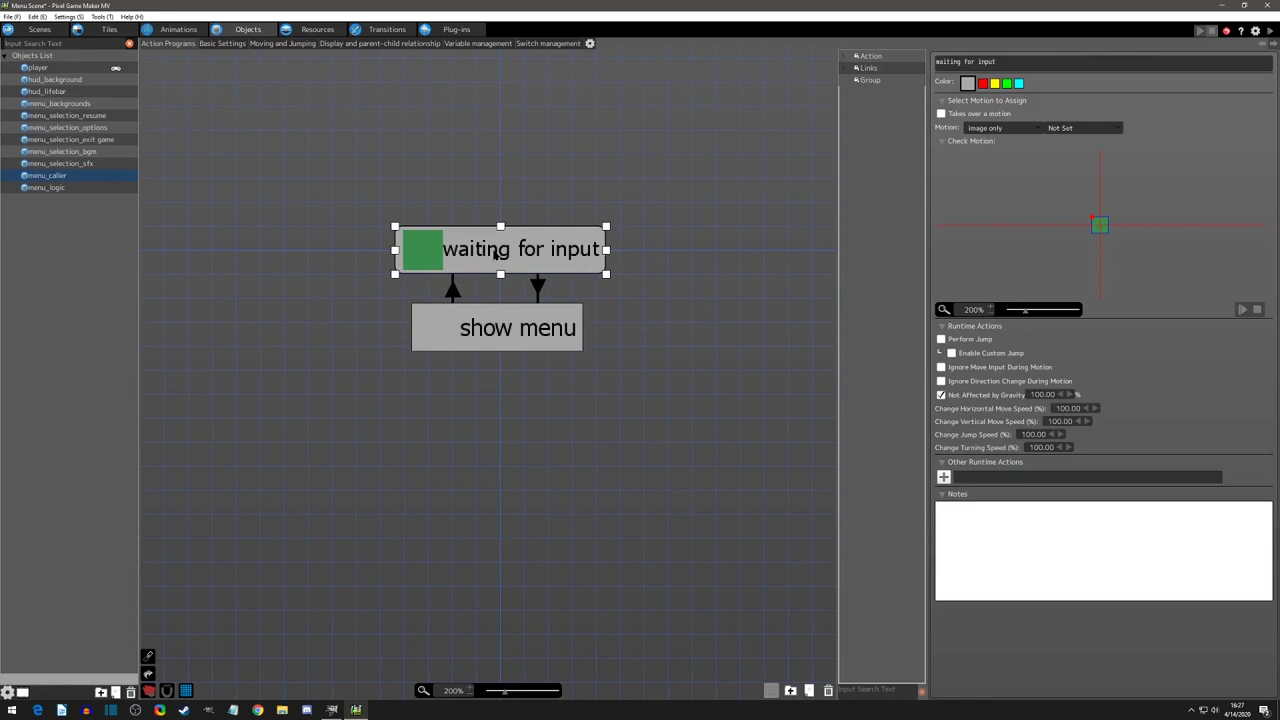 Menu Scene* - Pixel Game Maker MV
File (F) Edit (E) Settings (S) Tools (T) Help (H)
Scenes Tiles Animations Objects Resources Transitions Plug-ins
Input Search Text
Action Programs Basic Settings Moving and Jumping Display and parent-child relationship Variable management Switch management
Objects List
player
hud_background
hud_lifebar
menu_backgrounds
menu_selection_resume
menu_selection_options
menu_selection_exit game
menu_selection_bgm
menu_selection_sfx
menu_caller
menu_logic
waiting for input
show menu
200%
Action
Links
Group
Input Search Text
waiting for input
Color:
Select Motion to Assign
Takes over a motion
Motion: image only Not Set
Check Motion:
200%
Runtime Actions
Perform Jump
Enable Custom Jump
Ignore Move Input During Motion
Ignore Direction Change During Motion
Not Affected by Gravity 100.00 %
Change Horizontal Move Speed (%): 100.00
Change Vertical Move Speed (%): 100.00
Change Jump Speed (%): 100.00
Change Turning Speed (%): 100.00
Other Runtime Actions
Notes
16:27
4/14/2020